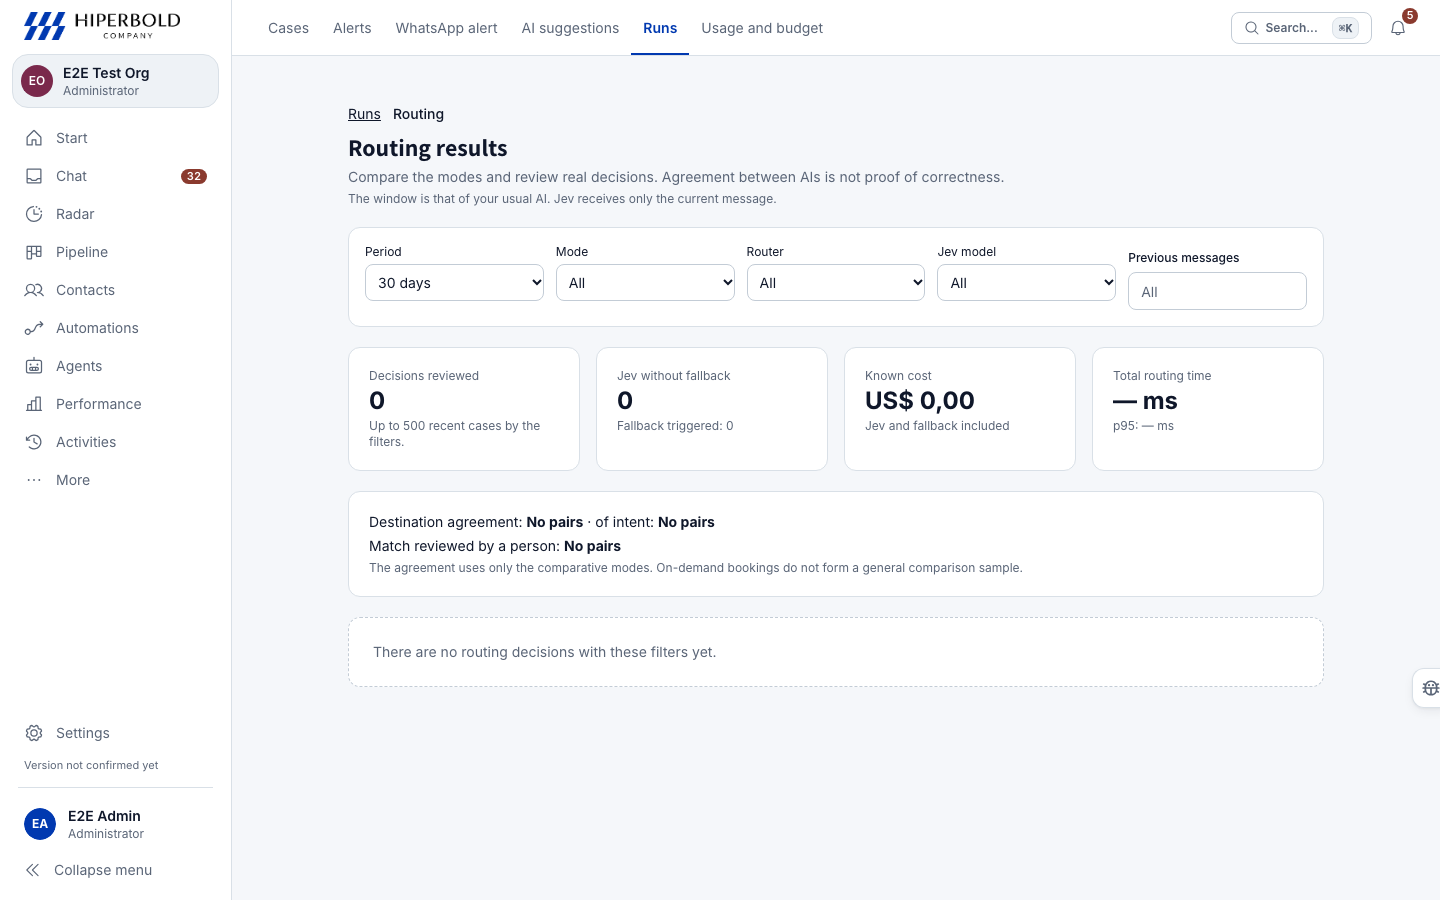 HIPERBOLD
COMPANY
EO
E2E Test Org
Administrator
Start
Chat
32
Radar
Pipeline
Contacts
Automations
Agents
Performance
Activities
More
Settings
Version not confirmed yet
EA
E2E Admin
Administrator
Collapse menu
Cases
Alerts
WhatsApp alert
AI suggestions
Runs
Usage and budget
Search...
⌘K
5
Runs
Routing
Routing results
Compare the modes and review real decisions. Agreement between AIs is not proof of correctness.
The window is that of your usual AI. Jev receives only the current message.
Period
30 days
Mode
All
Router
All
Jev model
All
Previous messages
All
Decisions reviewed
0
Up to 500 recent cases by the
filters.
Jev without fallback
0
Fallback triggered: 0
Known cost
US$ 0,00
Jev and fallback included
Total routing time
— ms
p95: — ms
Destination agreement: No pairs · of intent: No pairs
Match reviewed by a person: No pairs
The agreement uses only the comparative modes. On-demand bookings do not form a general comparison sample.
There are no routing decisions with these filters yet.